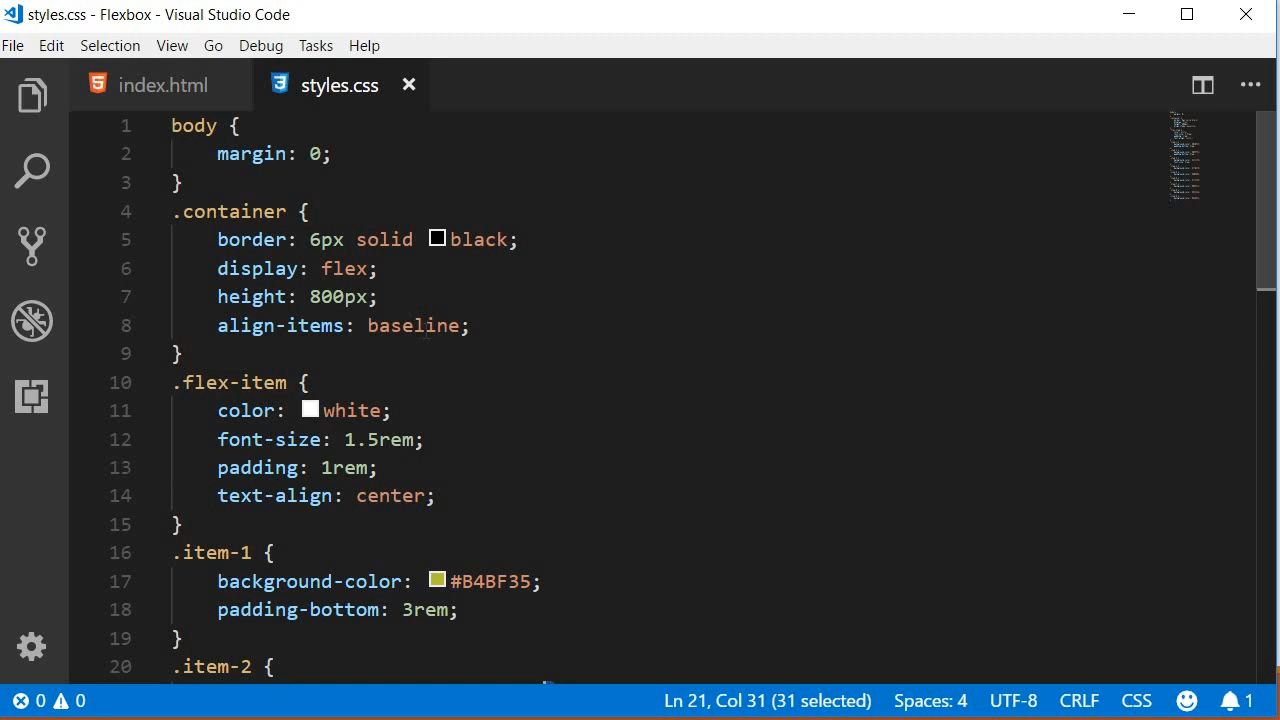 styles.css - Flexbox - Visual Studio Code
File Edit Selection View Go Debug Tasks Help
index.html styles.css
1 body {
2 margin: 0;
3 }
4 .container {
5 border: 6px solid black;
6 display: flex;
7 height: 800px;
8 align-items: baseline;
9 }
10 .flex-item {
11 color: white;
12 font-size: 1.5rem;
13 padding: 1rem;
14 text-align: center;
15 }
16 .item-1 {
17 background-color: #B4BF35;
18 padding-bottom: 3rem;
19 }
20 .item-2 {
0 0 Ln 21, Col 31 (31 selected) Spaces: 4 UTF-8 CRLF CSS 1